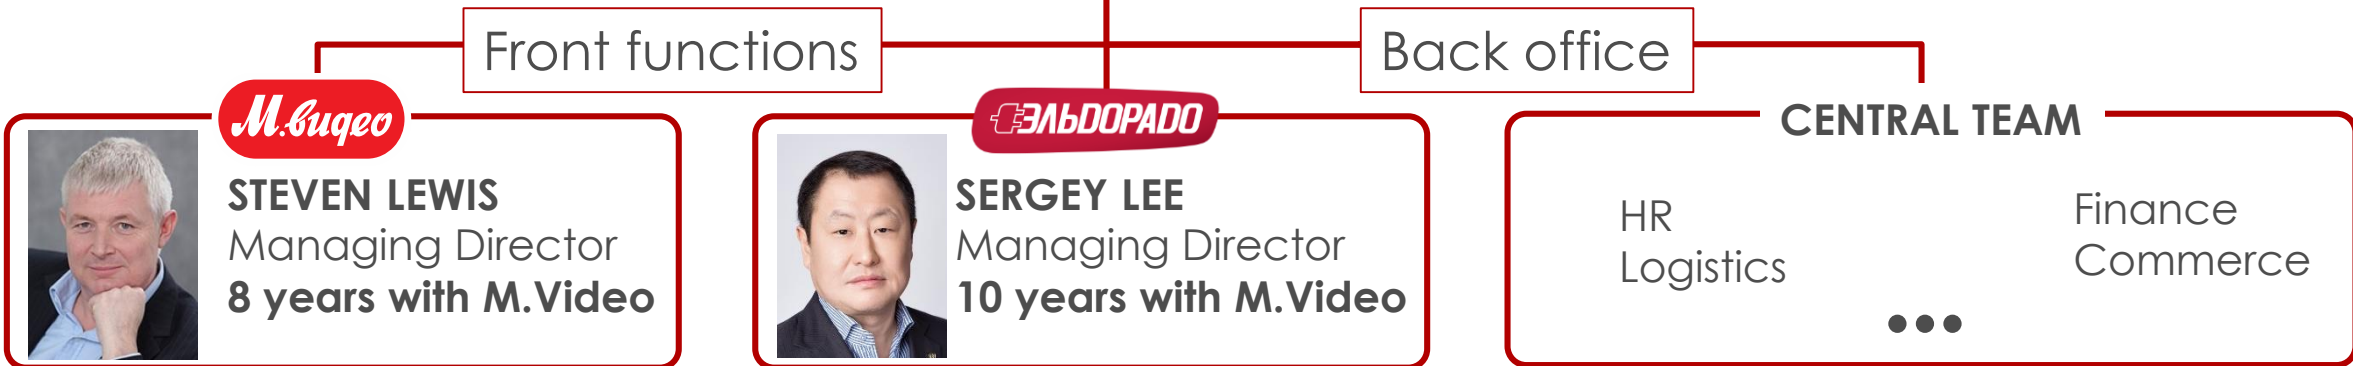 Front functions
Back office
М.видео
ЭЛЬДОРАДО
CENTRAL TEAM
STEVEN LEWIS
Managing Director
8 years with M.Video
SERGEY LEE
Managing Director
10 years with M.Video
HR
Logistics
Finance
Commerce
•••